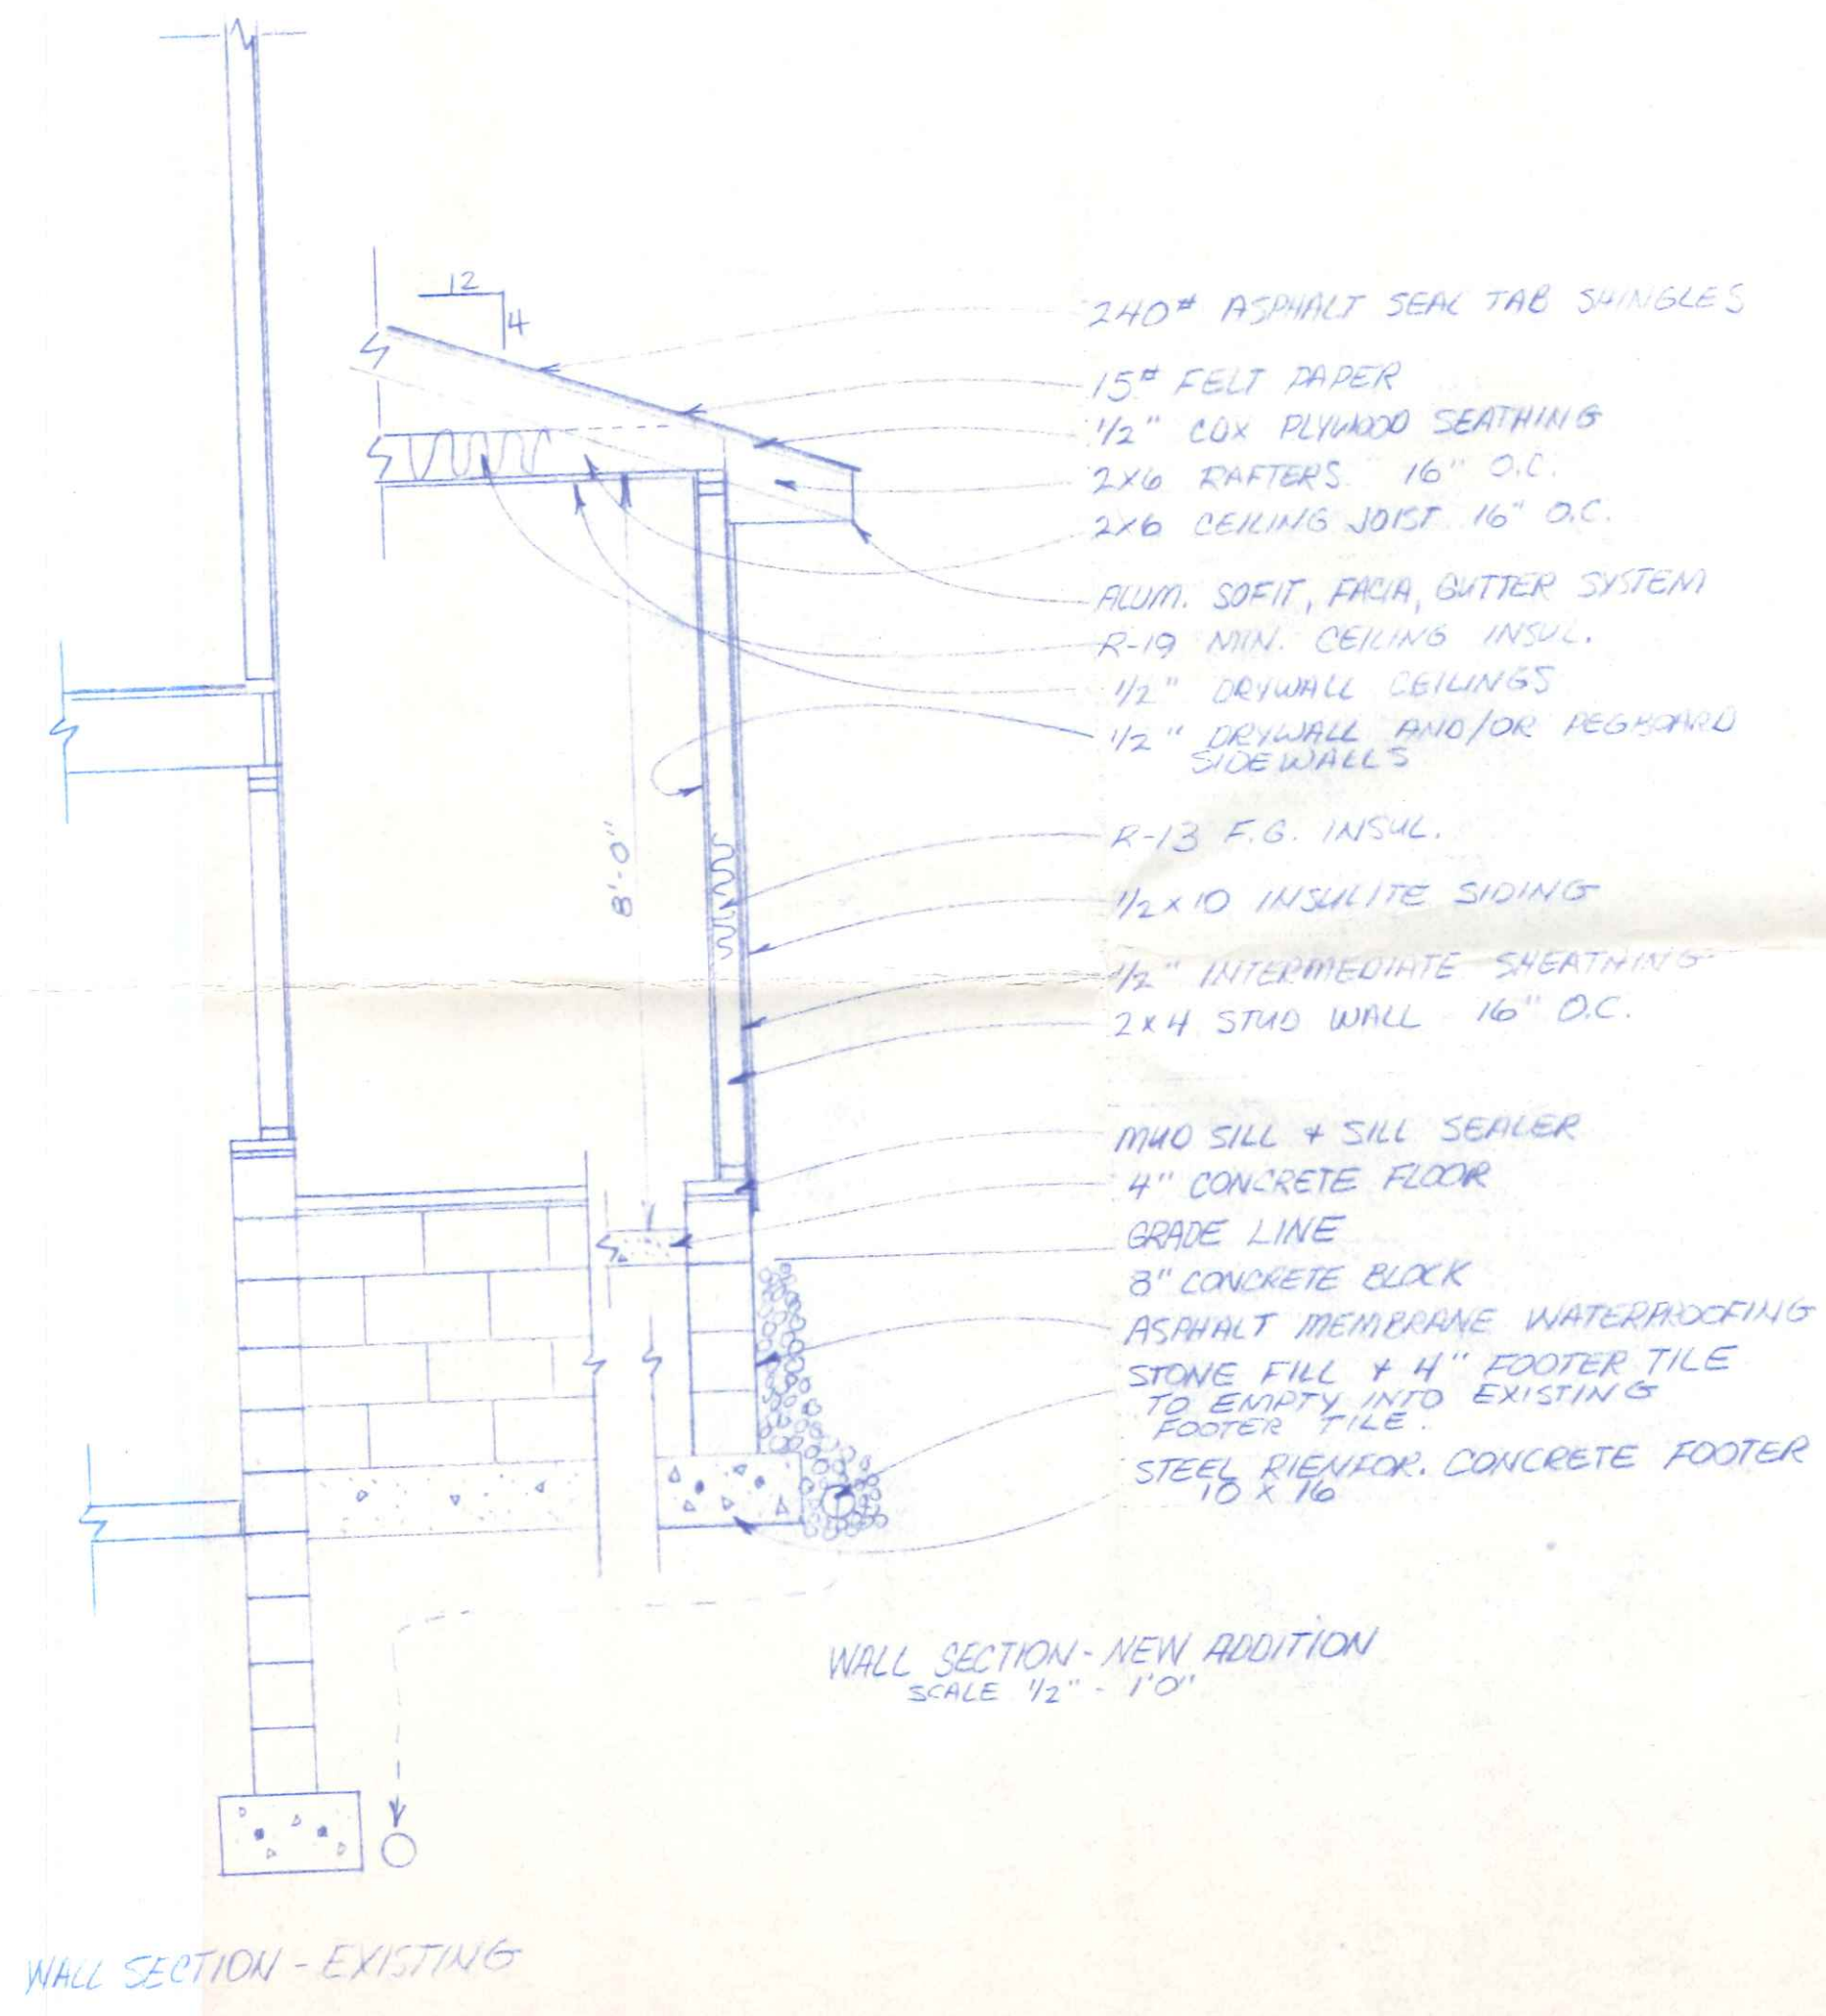 12
4
240# ASPHALT SEAL TAB SHINGLES
15# FELT PAPER
1/2" CDX PLYWOOD SEATHING
2x6 RAFTERS 16" O.C.
2x6 CEILING JOIST 16" O.C.
ALUM. SOFIT, FACIA, GUTTER SYSTEM
R-19 MIN. CEILING INSUL.
1/2" DRYWALL CEILINGS
1/2" DRYWALL AND/OR PEGBOARD
SIDEWALLS
8'-0"
R-13 F.G. INSUL.
1/2 x 10 INSULITE SIDING
1/2" INTERMEDIATE SHEATHING
2x4 STUD WALL - 16" O.C.
MUD SILL & SILL SEALER
4" CONCRETE FLOOR
GRADE LINE
8" CONCRETE BLOCK
ASPHALT MEMBRANE WATERPROOFING
STONE FILL & 4" FOOTER TILE
TO EMPTY INTO EXISTING
FOOTER TILE.
STEEL RIENFOR. CONCRETE FOOTER
10 x 16
WALL SECTION - NEW ADDITION
SCALE 1/2" - 1'0"
WALL SECTION - EXISTING